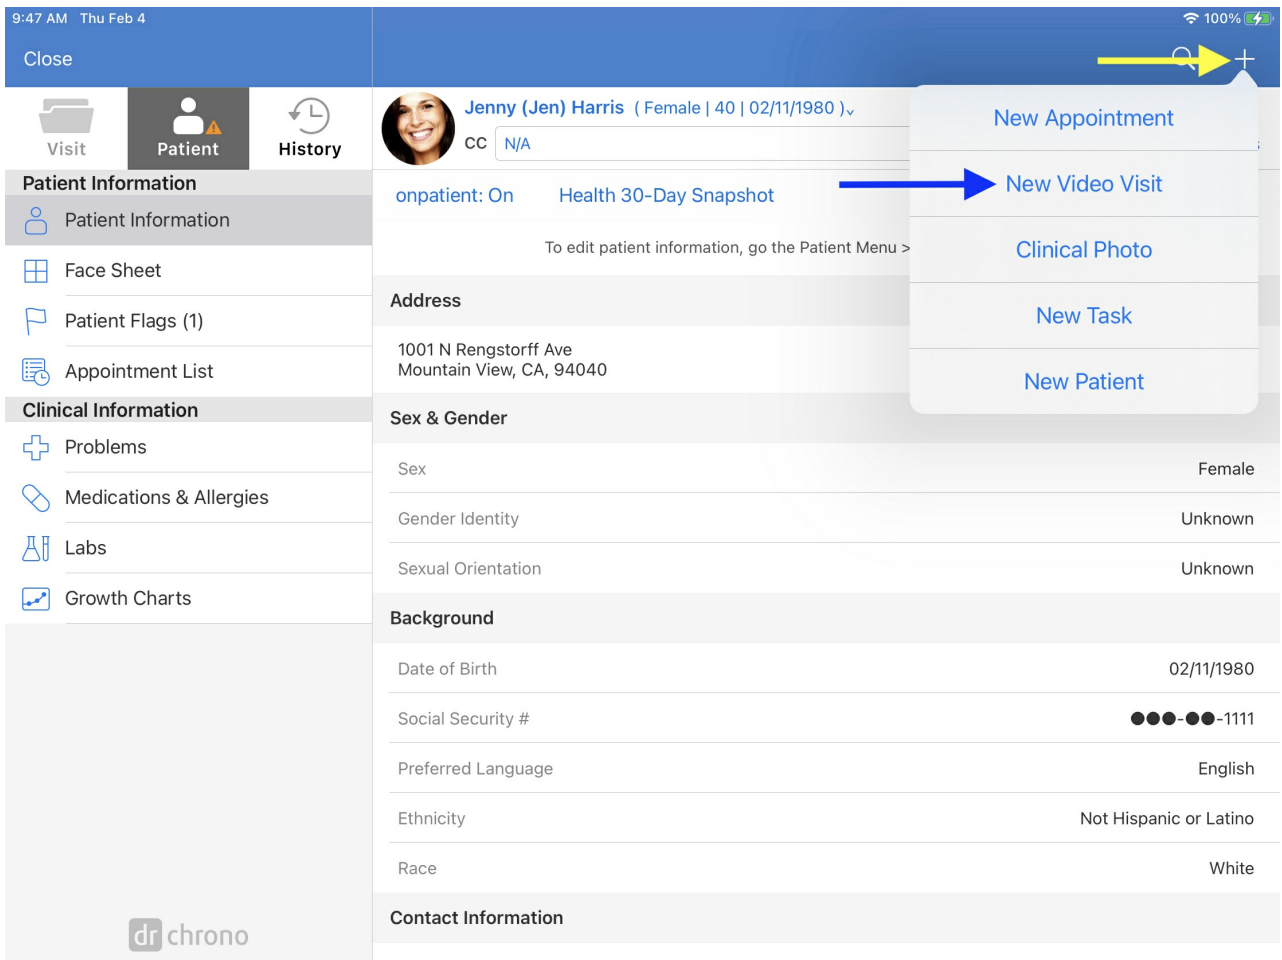 9:47 AM Thu Feb 4
100%
Close
Visit
Patient
History
Patient Information
Patient Information
Face Sheet
Patient Flags (1)
Appointment List
Clinical Information
Problems
Medications & Allergies
Labs
Growth Charts
dr chrono
Jenny (Jen) Harris ( Female | 40 | 02/11/1980 )
CC N/A
onpatient: On Health 30-Day Snapshot
To edit patient information, go the Patient Menu >
New Appointment
New Video Visit
Clinical Photo
New Task
New Patient
Address
1001 N Rengstorff Ave
Mountain View, CA, 94040
Sex & Gender
Sex Female
Gender Identity Unknown
Sexual Orientation Unknown
Background
Date of Birth 02/11/1980
Social Security # ●●●-●●-1111
Preferred Language English
Ethnicity Not Hispanic or Latino
Race White
Contact Information